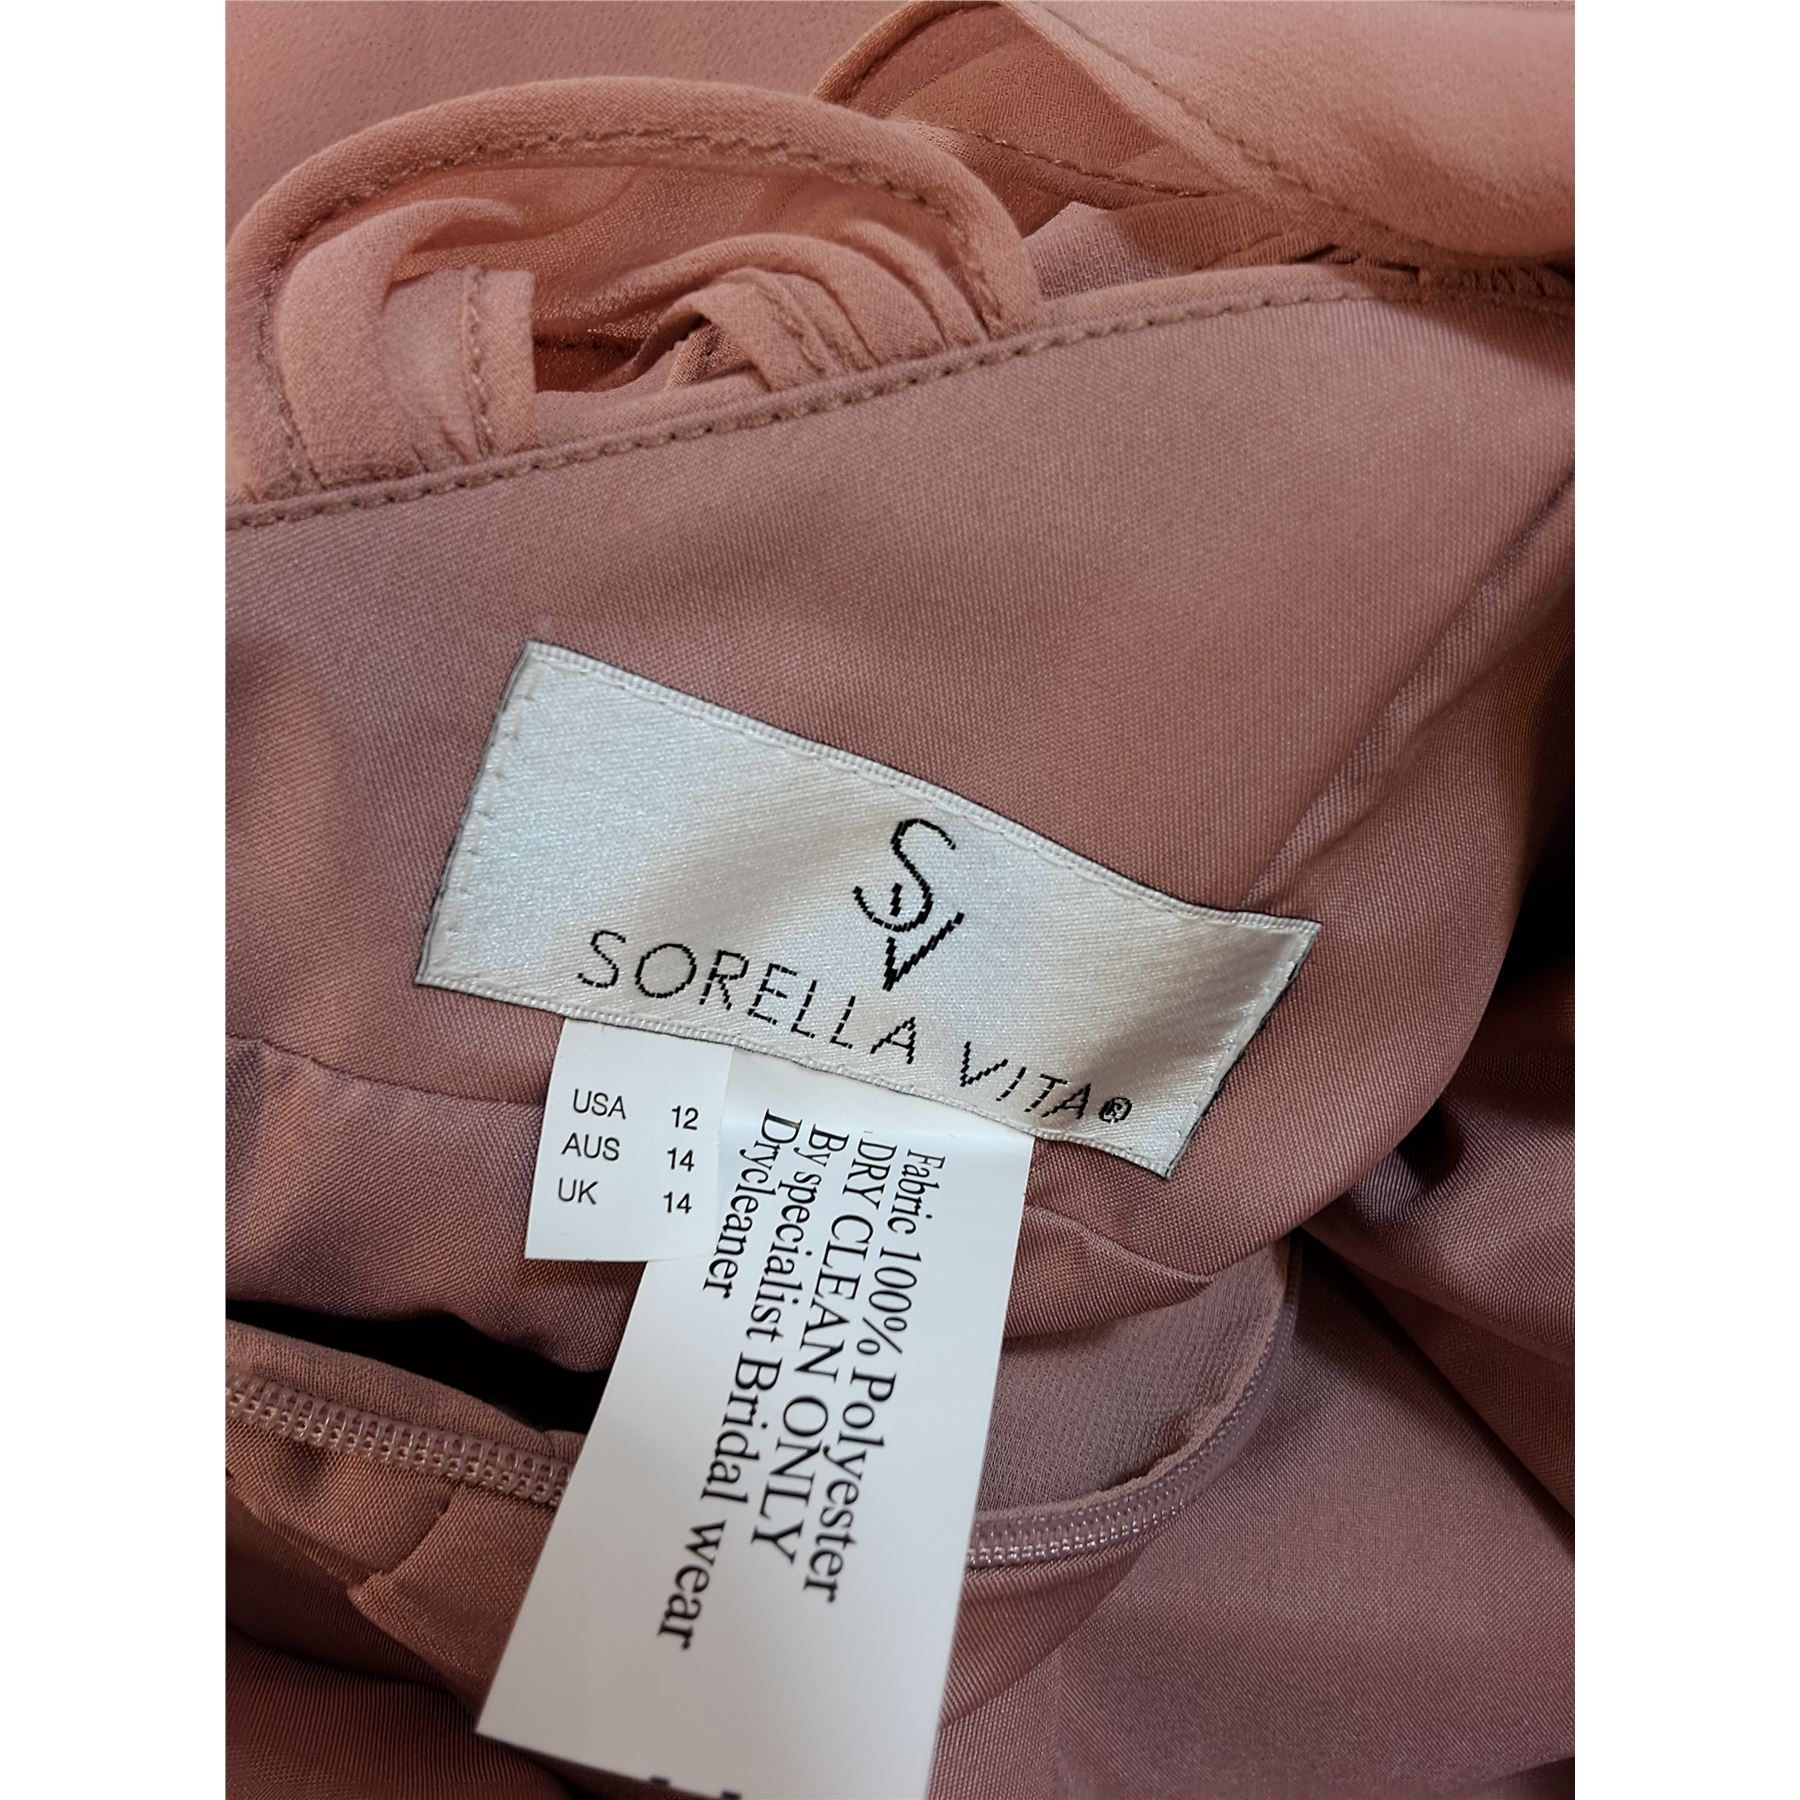 SV
SORELLA VITA®
USA 12
AUS 14
UK 14
Fabric 100% Polyester
DRY CLEAN ONLY
By specialist Bridal wear
Drycleaner